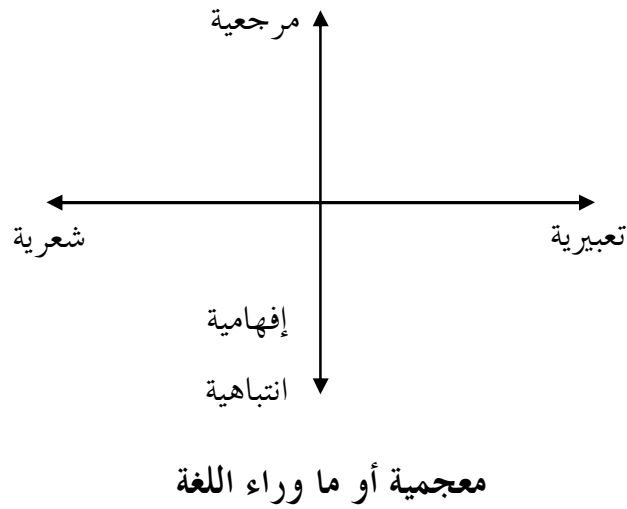 مرجعية
تعبيرية
شعرية
إفهامية
انتباهية
معجمية أو ما وراء اللغة